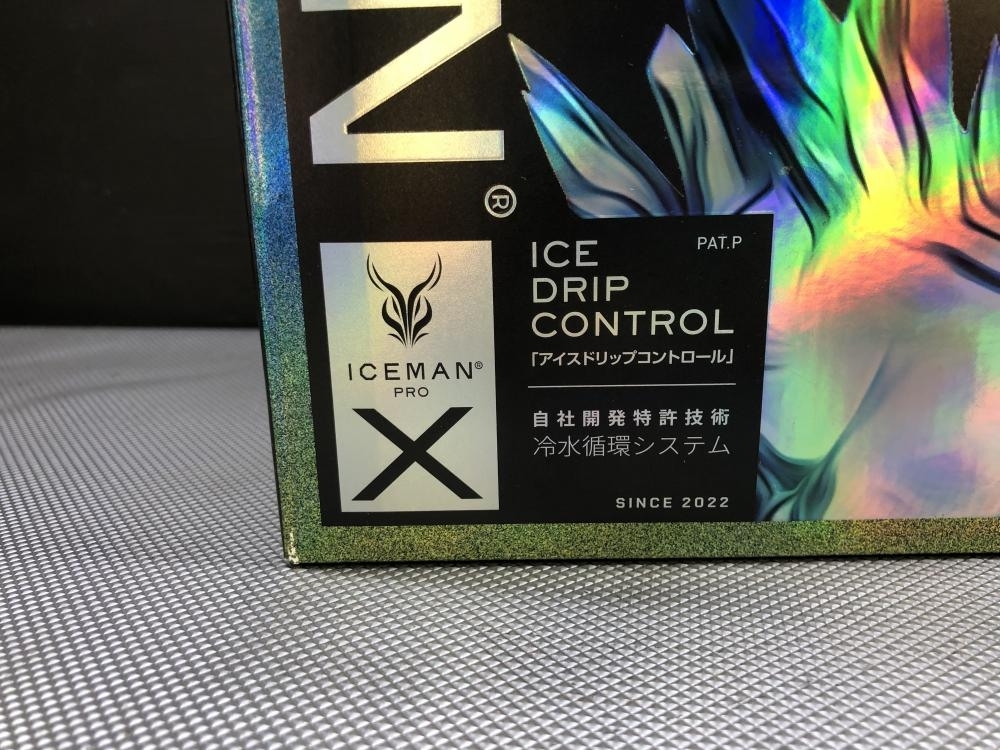 N®
ICEMAN®
PRO
X
ICE
DRIP
CONTROL
PAT.P
「アイスドリップコントロール」
自社開発特許技術
冷水循環システム
SINCE 2022